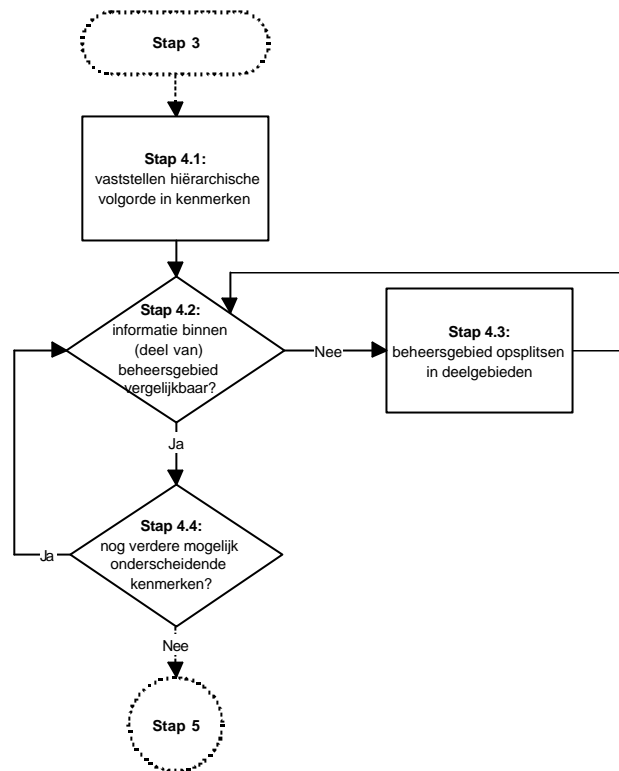 Stap 3
Stap 4.1:
vaststellen hiërarchische
volgorde in kenmerken
Stap 4.2:
informatie binnen
(deel van)
beheersgebied
vergelijkbaar?
Nee
Stap 4.3:
beheersgebied opsplitsen
in deelgebieden
Ja
Stap 4.4:
nog verdere mogelijk
onderscheidende
kenmerken?
Ja
Nee
Stap 5